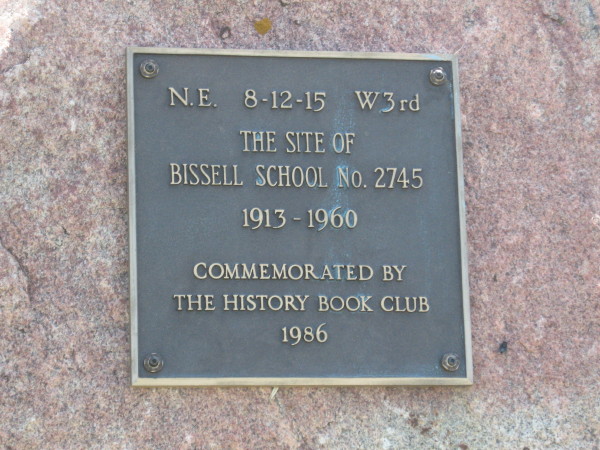 N.E. 8-12-15 W3rd
THE SITE OF
BISSELL SCHOOL No. 2745
1913 - 1960
COMMEMORATED BY
THE HISTORY BOOK CLUB
1986